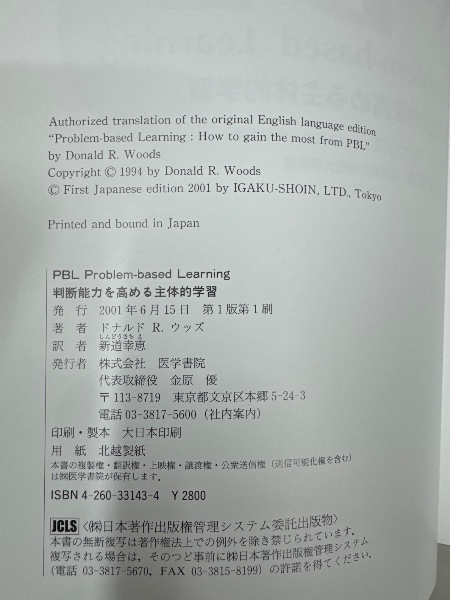 Authorized translation of the original English language edition
"Problem-based Learning : How to gain the most from PBL"
by Donald R. Woods
Copyright © 1994 by Donald R. Woods
© First Japanese edition 2001 by IGAKU-SHOIN, LTD., Tokyo
Printed and bound in Japan
PBL Problem-based Learning
判断能力を高める主体的学習
発 行 2001年6月15日 第1版第1刷
著 者 ドナルド R. ウッズ
しんどうさちえ
訳 者 新道幸恵
発行者 株式会社 医学書院
代表取締役 金原 優
〒113-8719 東京都文京区本郷 5-24-3
電話 03-3817-5600（社内案内）
印刷・製本 大日本印刷
用 紙 北越製紙
本書の複製権・翻訳権・上映権・譲渡権・公衆送信権（送信可能化権を含む）
は㈱医学書院が保有します。
ISBN 4-260-33143-4 Y 2800
JCLS 〈㈱日本著作出版権管理システム委託出版物〉
本書の無断複写は著作権法上での例外を除き禁じられています。
複写される場合は、そのつど事前に㈱日本著作出版権管理システム
（電話 03-3817-5670, FAX 03-3815-8199）の許諾を得てください。